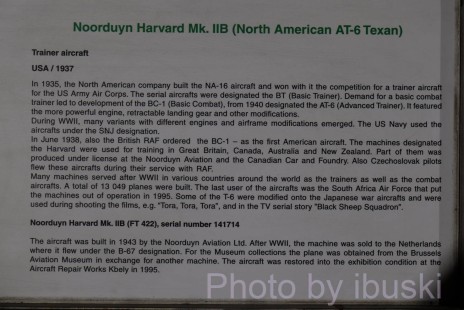 Noorduyn Harvard Mk. IIB (North American AT-6 Texan)
Trainer aircraft
USA / 1937
In 1935, the North American company built the NA-16 aircraft and won with it the competition for a trainer aircraft
for the US Army Air Corps. The serial aircrafts were designated the BT (Basic Trainer). Demand for a basic combat
trainer led to development of the BC-1 (Basic Combat), from 1940 designated the AT-6 (Advanced Trainer). It featured
the more powerful engine, retractable landing gear and other modifications.
During WWII, many variants with different engines and airframe modifications emerged. The US Navy used the
aircrafts under the SNJ designation.
In June 1938, also the British RAF ordered the BC-1 – as the first American aircraft. The machines designated
the Harvard were used for training in Great Britain, Canada, Australia and New Zealand. Part of them was
produced under license at the Noorduyn Aviation and the Canadian Car and Foundry. Also Czechoslovak pilots
flew these aircrafts during their service with RAF.
Many machines served after WWII in various countries around the world as the trainers as well as the combat
aircrafts. A total of 13 049 planes were built. The last user of the aircrafts was the South Africa Air Force that put
the machines out of operation in 1995. Some of the T-6 were modified onto the Japanese war aircrafts and were
used during shooting the films, e.g. "Tora, Tora, Tora", and in the TV serial story "Black Sheep Squadron".
Noorduyn Harvard Mk. IIB (FT 422), serial number 141714
The aircraft was built in 1943 by the Noorduyn Aviation Ltd. After WWII, the machine was sold to the Netherlands
where it flew under the B-67 designation. For the Museum collections the plane was obtained from the Brussels
Aviation Museum in exchange for another machine. The aircraft was restored into the exhibition condition at the
Aircraft Repair Works Kbely in 1995.
Photo by ibuski